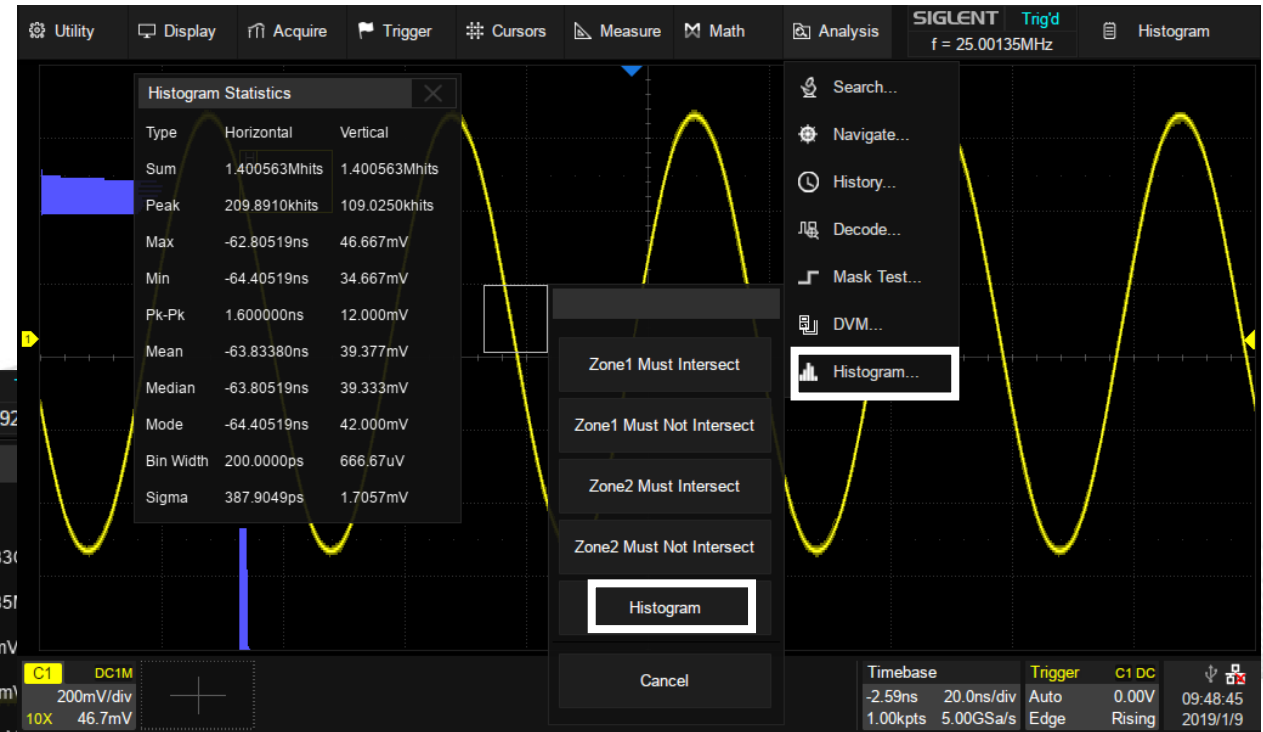 Utility Display Acquire Trigger Cursors Measure Math Analysis SIGLENT Trig'd Histogram
f = 25.00135MHz
Histogram Statistics
Type Horizontal Vertical
Sum 1.400563Mhits 1.400563Mhits
Peak 209.8910khits 109.0250khits
Max -62.80519ns 46.667mV
Min -64.40519ns 34.667mV
Pk-Pk 1.600000ns 12.000mV
Mean -63.83380ns 39.377mV
Median -63.80519ns 39.333mV
Mode -64.40519ns 42.000mV
Bin Width 200.0000ps 666.67uV
Sigma 387.9049ps 1.7057mV
Search...
Navigate...
History...
Decode...
Mask Test...
DVM...
Histogram...
Zone1 Must Intersect
Zone1 Must Not Intersect
Zone2 Must Intersect
Zone2 Must Not Intersect
Histogram
Cancel
1
92
C1 DC1M
200mV/div
10X 46.7mV
Timebase
-2.59ns 20.0ns/div
1.00kpts 5.00GSa/s
Trigger C1 DC
Auto 0.00V
Edge Rising
09:48:45
2019/1/9